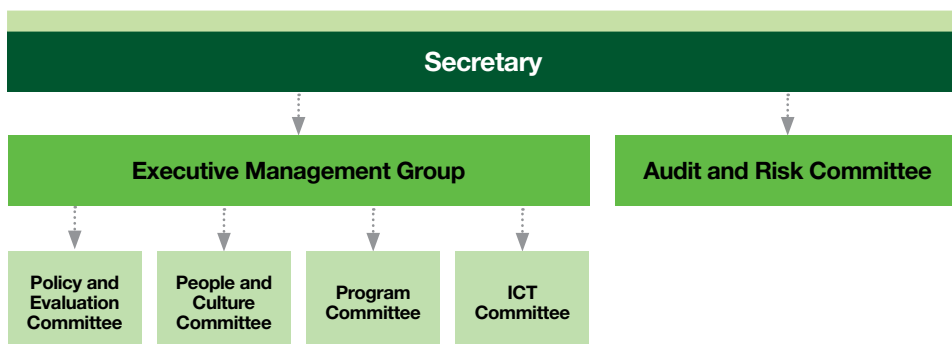 Secretary
Executive Management Group
Audit and Risk Committee
Policy and
Evaluation
Committee
People and
Culture
Committee
Program
Committee
ICT
Committee